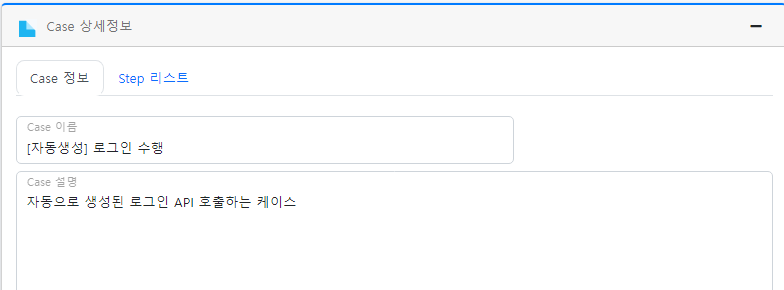 Case 상세정보
Case 정보
Step 리스트
Case 이름
[자동생성] 로그인 수행
Case 설명
자동으로 생성된 로그인 API 호출하는 케이스